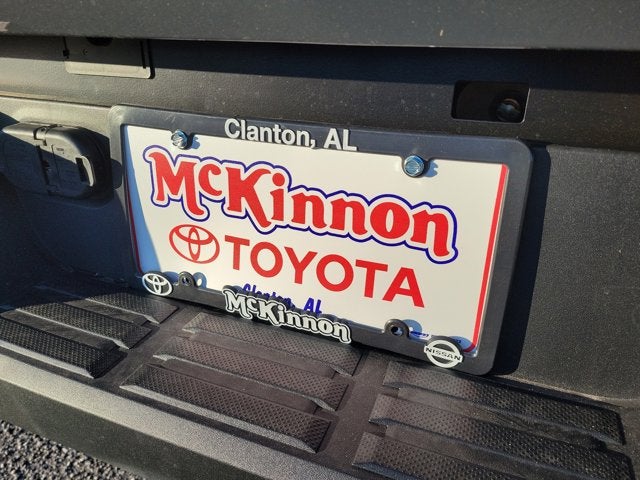 Clanton, AL
McKinnon
TOYOTA
Clanton, AL
McKinnon
NISSAN